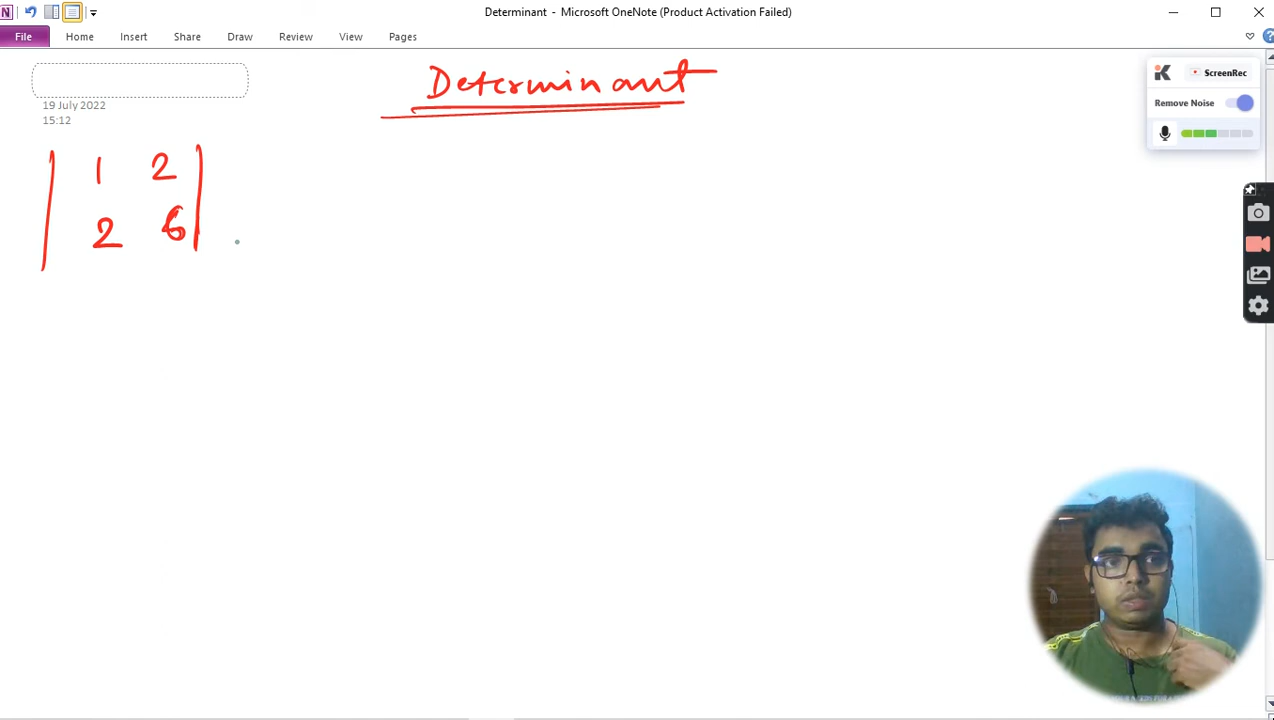 Determinant - Microsoft OneNote (Product Activation Failed)
File Home Insert Share Draw Review View Pages
Determinant
19 July 2022
15:12
| 1 2 |
| 2 6 |
ScreenRec
Remove Noise